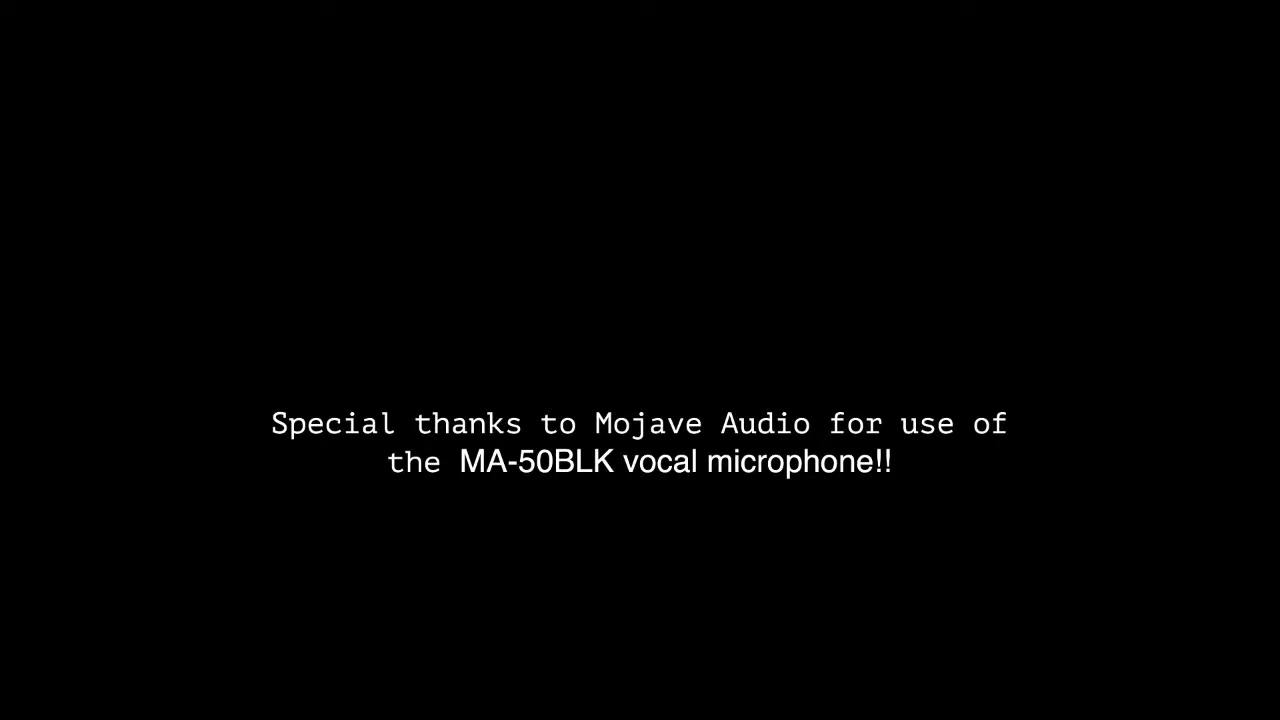 Special thanks to Mojave Audio for use of
the MA-50BLK vocal microphone!!